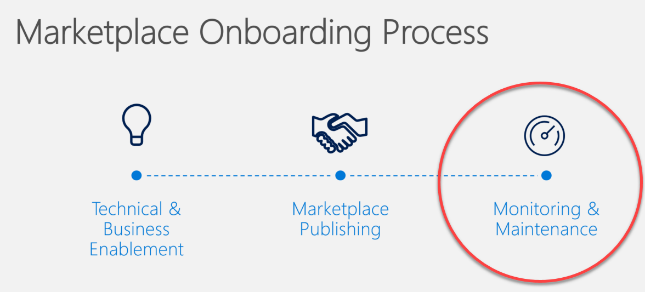 Marketplace Onboarding Process
Technical &
Business
Enablement
Marketplace
Publishing
Monitoring &
Maintenance